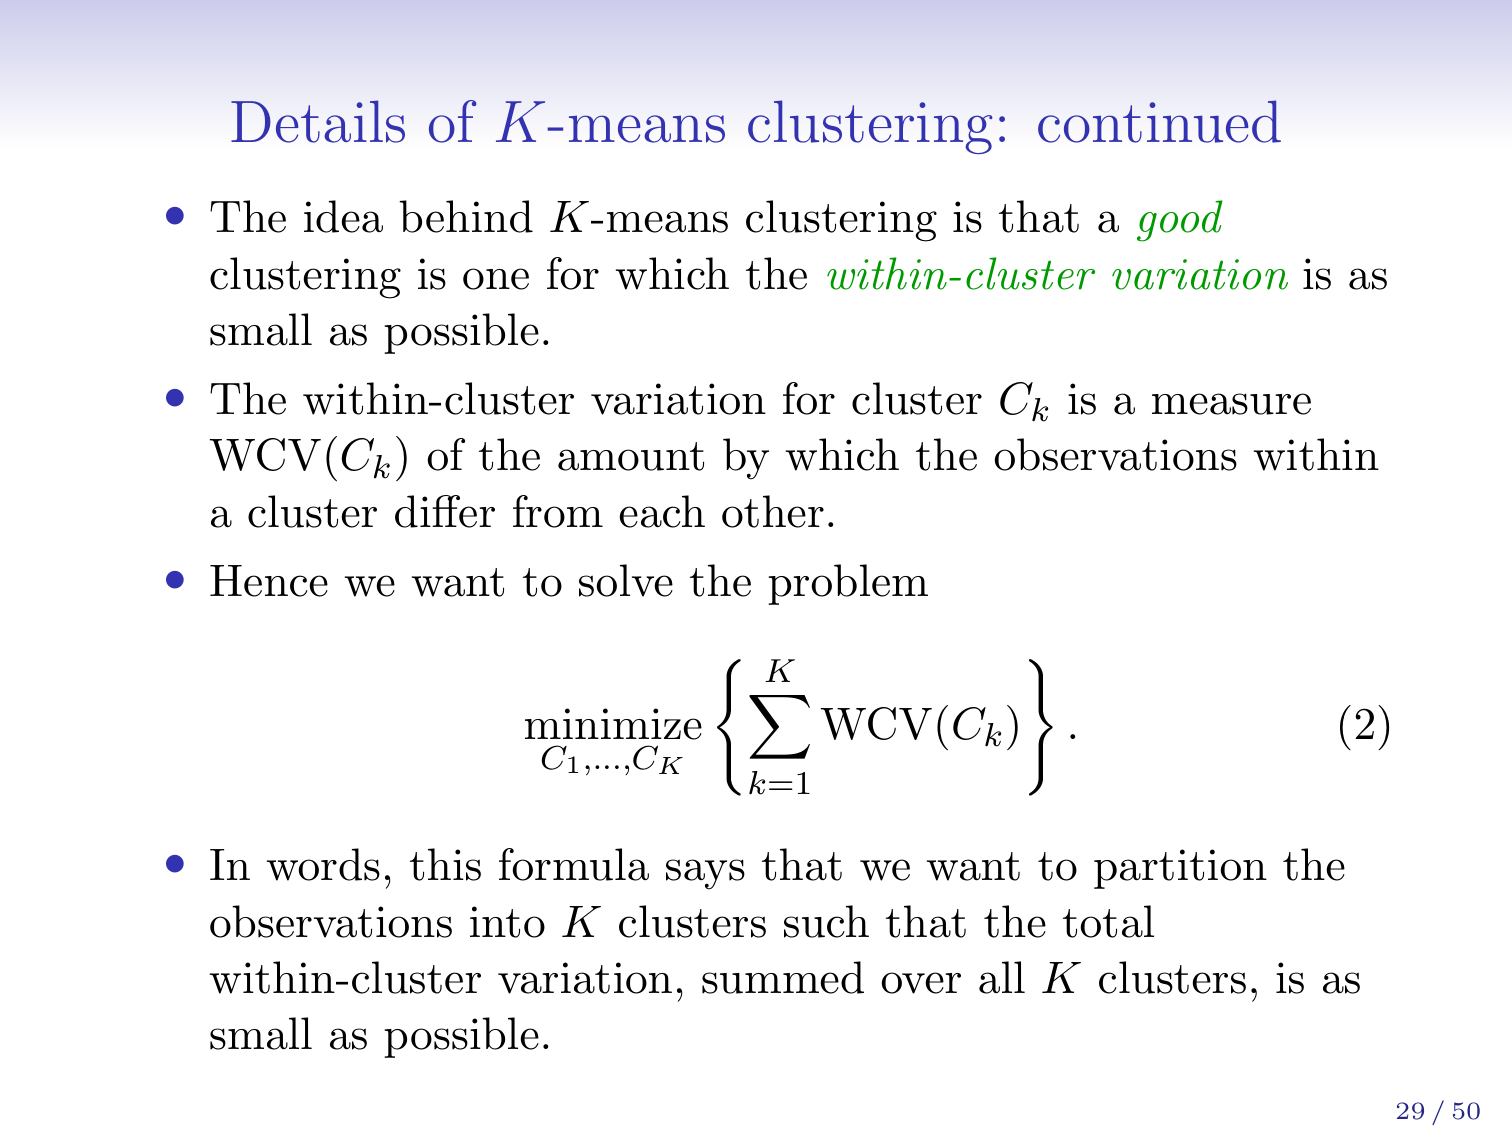 Details of K-means clustering: continued
• The idea behind K-means clustering is that a good
clustering is one for which the within-cluster variation is as
small as possible.
• The within-cluster variation for cluster C_k is a measure
WCV(C_k) of the amount by which the observations within
a cluster differ from each other.
• Hence we want to solve the problem
minimize_{C_1,...,C_K} { \sum_{k=1}^{K} WCV(C_k) } . (2)
• In words, this formula says that we want to partition the
observations into K clusters such that the total
within-cluster variation, summed over all K clusters, is as
small as possible.
29 / 50